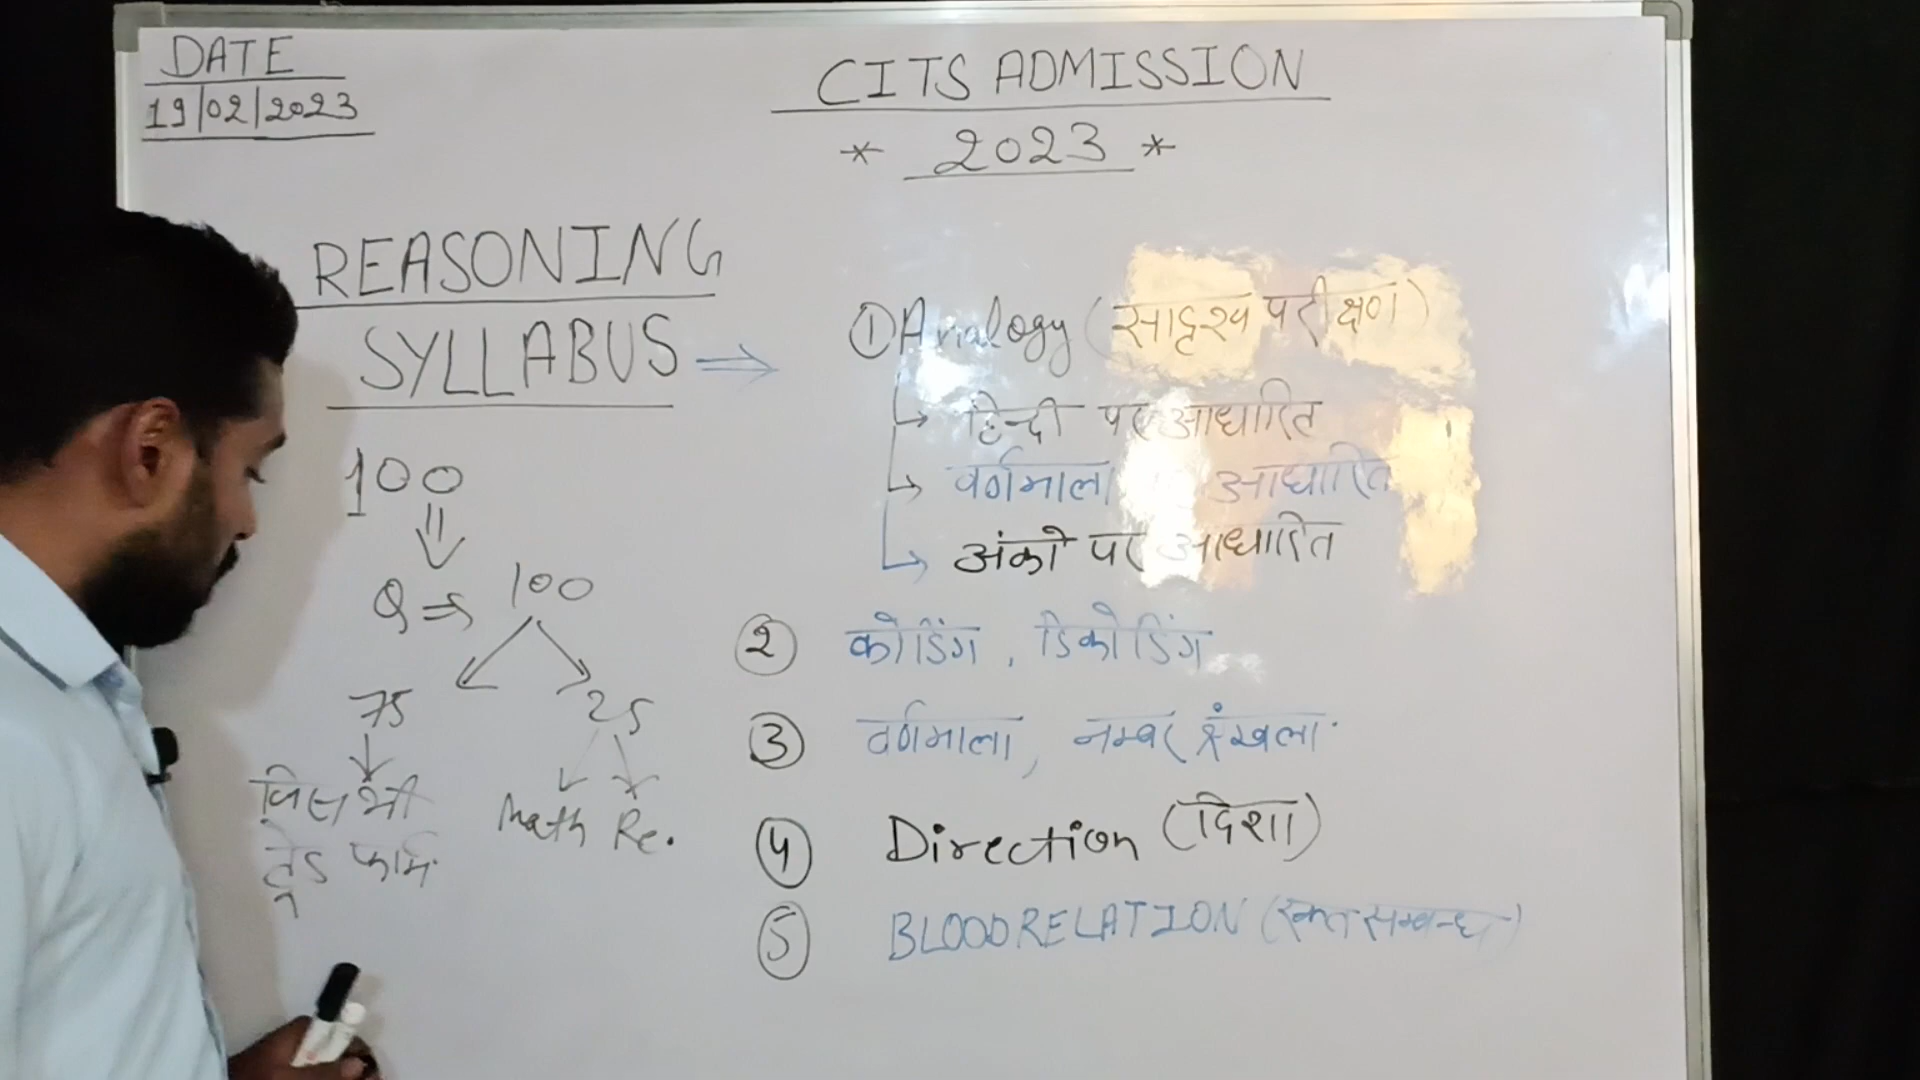 DATE
19/02/2023
CITS ADMISSION
* 2023 *
REASONING
SYLLABUS ⇒
100
⇓
Q ⇒ 100
75 25
Math Re.
ट्रेड फार्म
① Analogy (सादृश्य परीक्षण)
↳ हिन्दी पर आधारित
↳ वर्णमाला आधारित
↳ अंको पर आधारित
② कोडिंग, डिकोडिंग
③ वर्णमाला, नम्बर श्रंखला
④ Direction (दिशा)
⑤ BLOOD RELATION (रक्त सम्बन्ध)